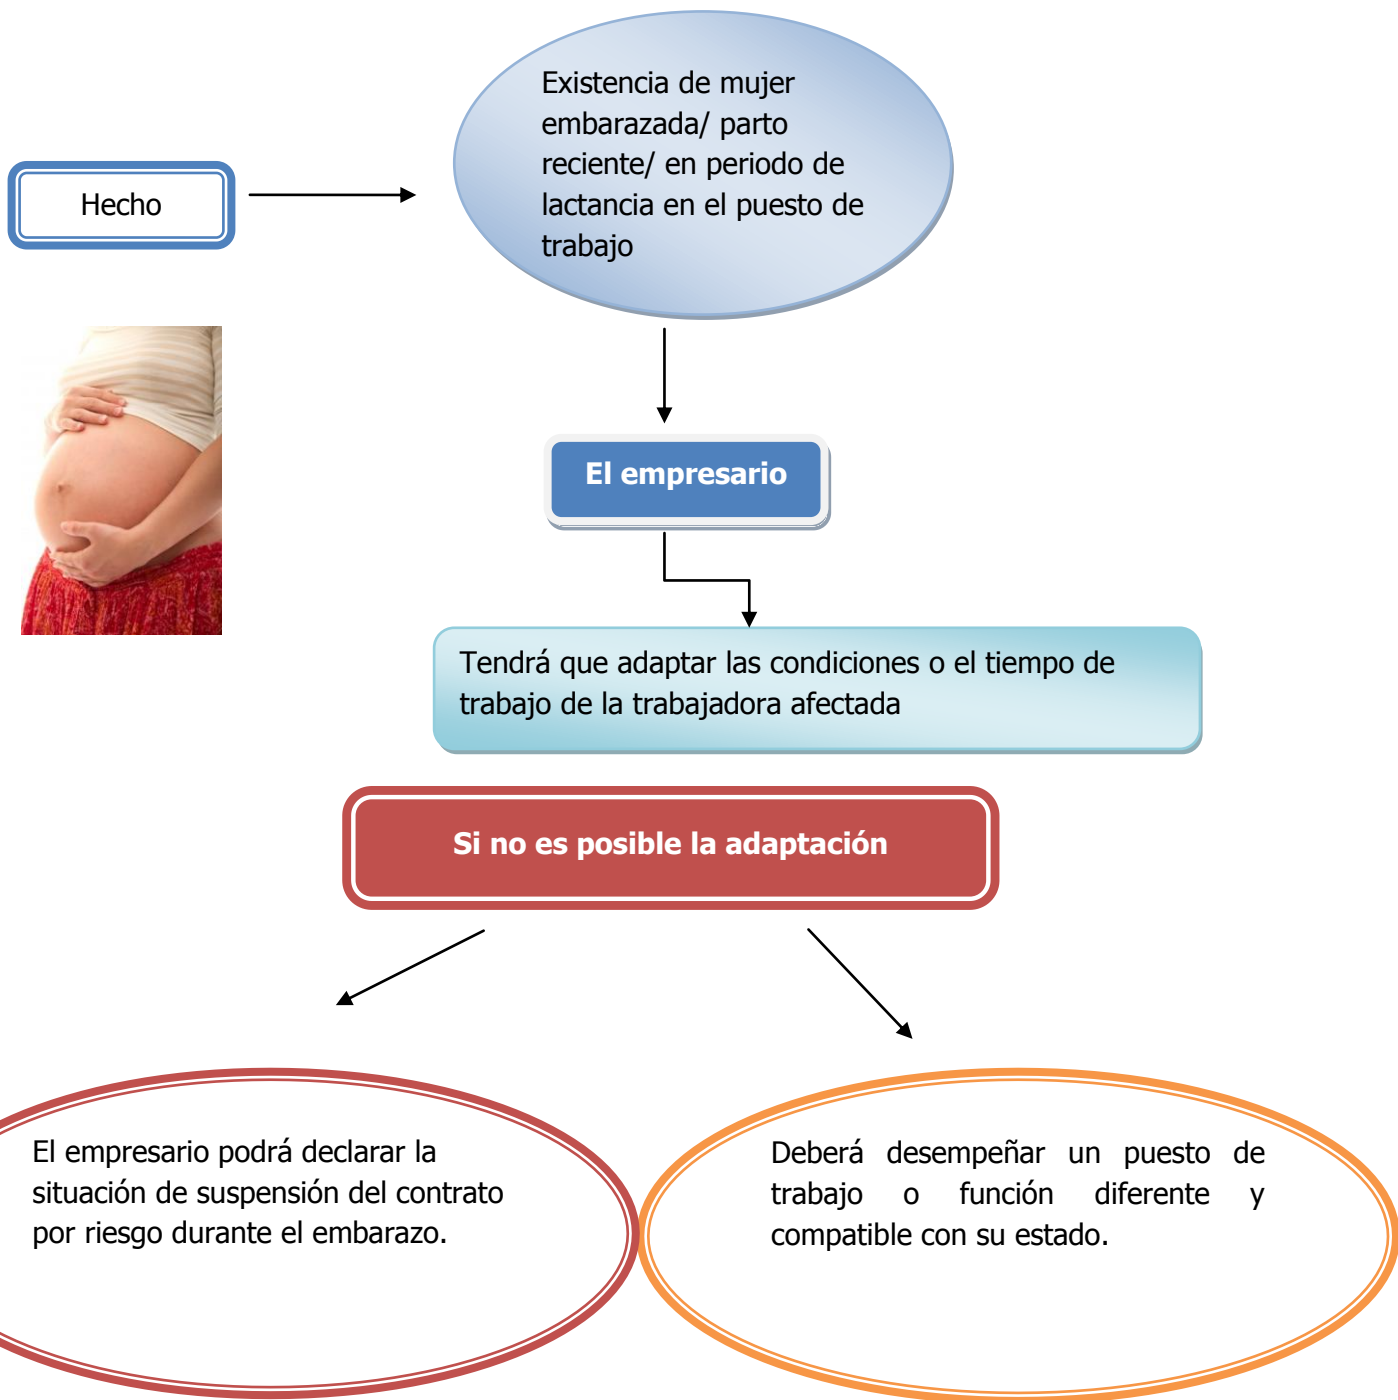 Hecho
Existencia de mujer
embarazada/ parto
reciente/ en periodo de
lactancia en el puesto de
trabajo
El empresario
Tendrá que adaptar las condiciones o el tiempo de
trabajo de la trabajadora afectada
Si no es posible la adaptación
El empresario podrá declarar la
situación de suspensión del contrato
por riesgo durante el embarazo.
Deberá desempeñar un puesto de
trabajo o función diferente y
compatible con su estado.